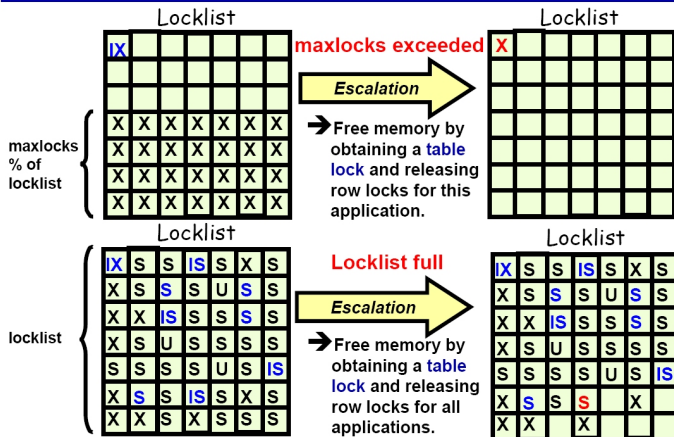 Locklist
IX
maxlocks
% of
locklist
X X X X X X X
X X X X X X X
X X X X X X X
X X X X X X X
maxlocks exceeded
Escalation
➔ Free memory by
obtaining a table
lock and releasing
row locks for this
application.
Locklist
X
Locklist
locklist
IX S S IS S X S
X S S S U S S
X X IS S S S S
X S U S S S S
S S S S U S IS
X S S IS S X S
X X S X S S S
Locklist full
Escalation
➔ Free memory by
obtaining a table
lock and releasing
row locks for all
applications.
Locklist
IX S S IS S X S
X S S S U S S
X X IS S S S S
X S U S S S S
S S S S U S IS
X S S S X
X X X